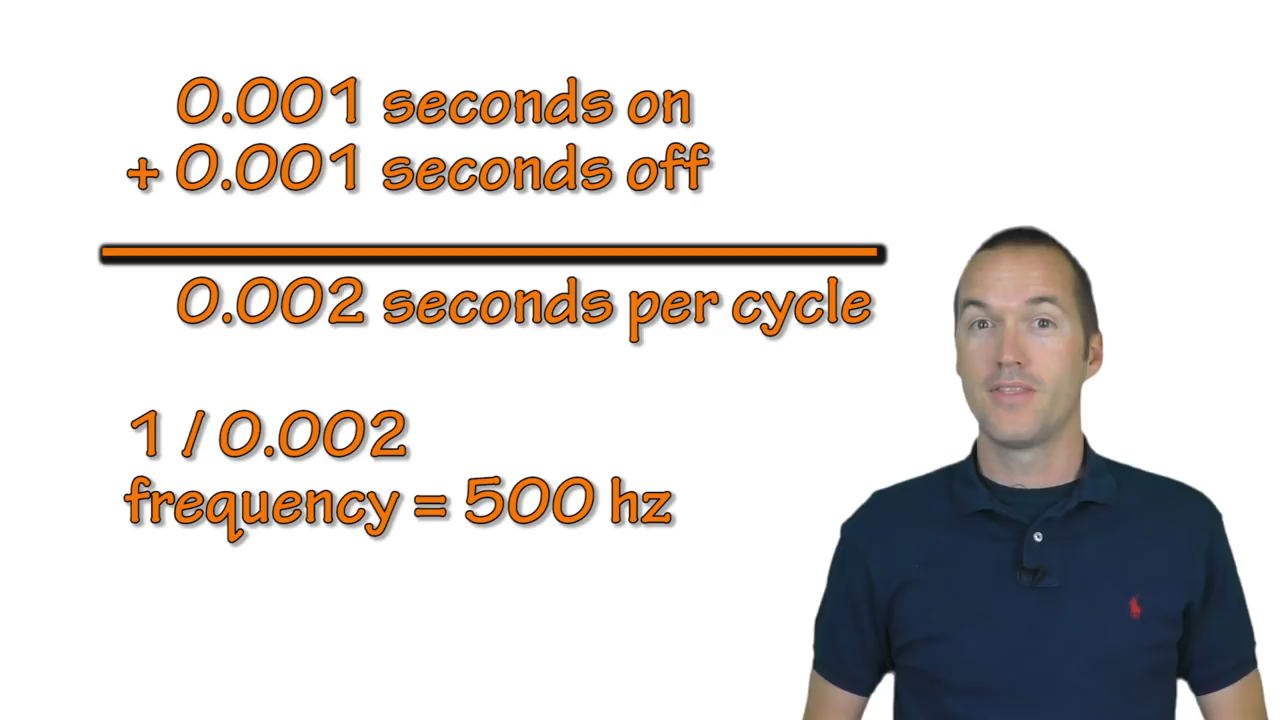 0.001 seconds on
+ 0.001 seconds off
0.002 seconds per cycle
1 / 0.002
frequency = 500 hz